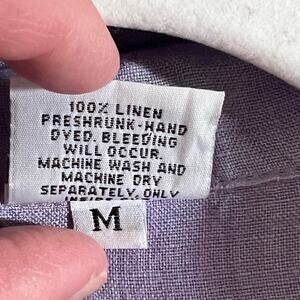 100% LINEN
PRESHRUNK-HAND
DYED. BLEEDING
WILL OCCUR.
MACHINE WASH AND
MACHINE DRY
SEPARATELY. ONLY
M